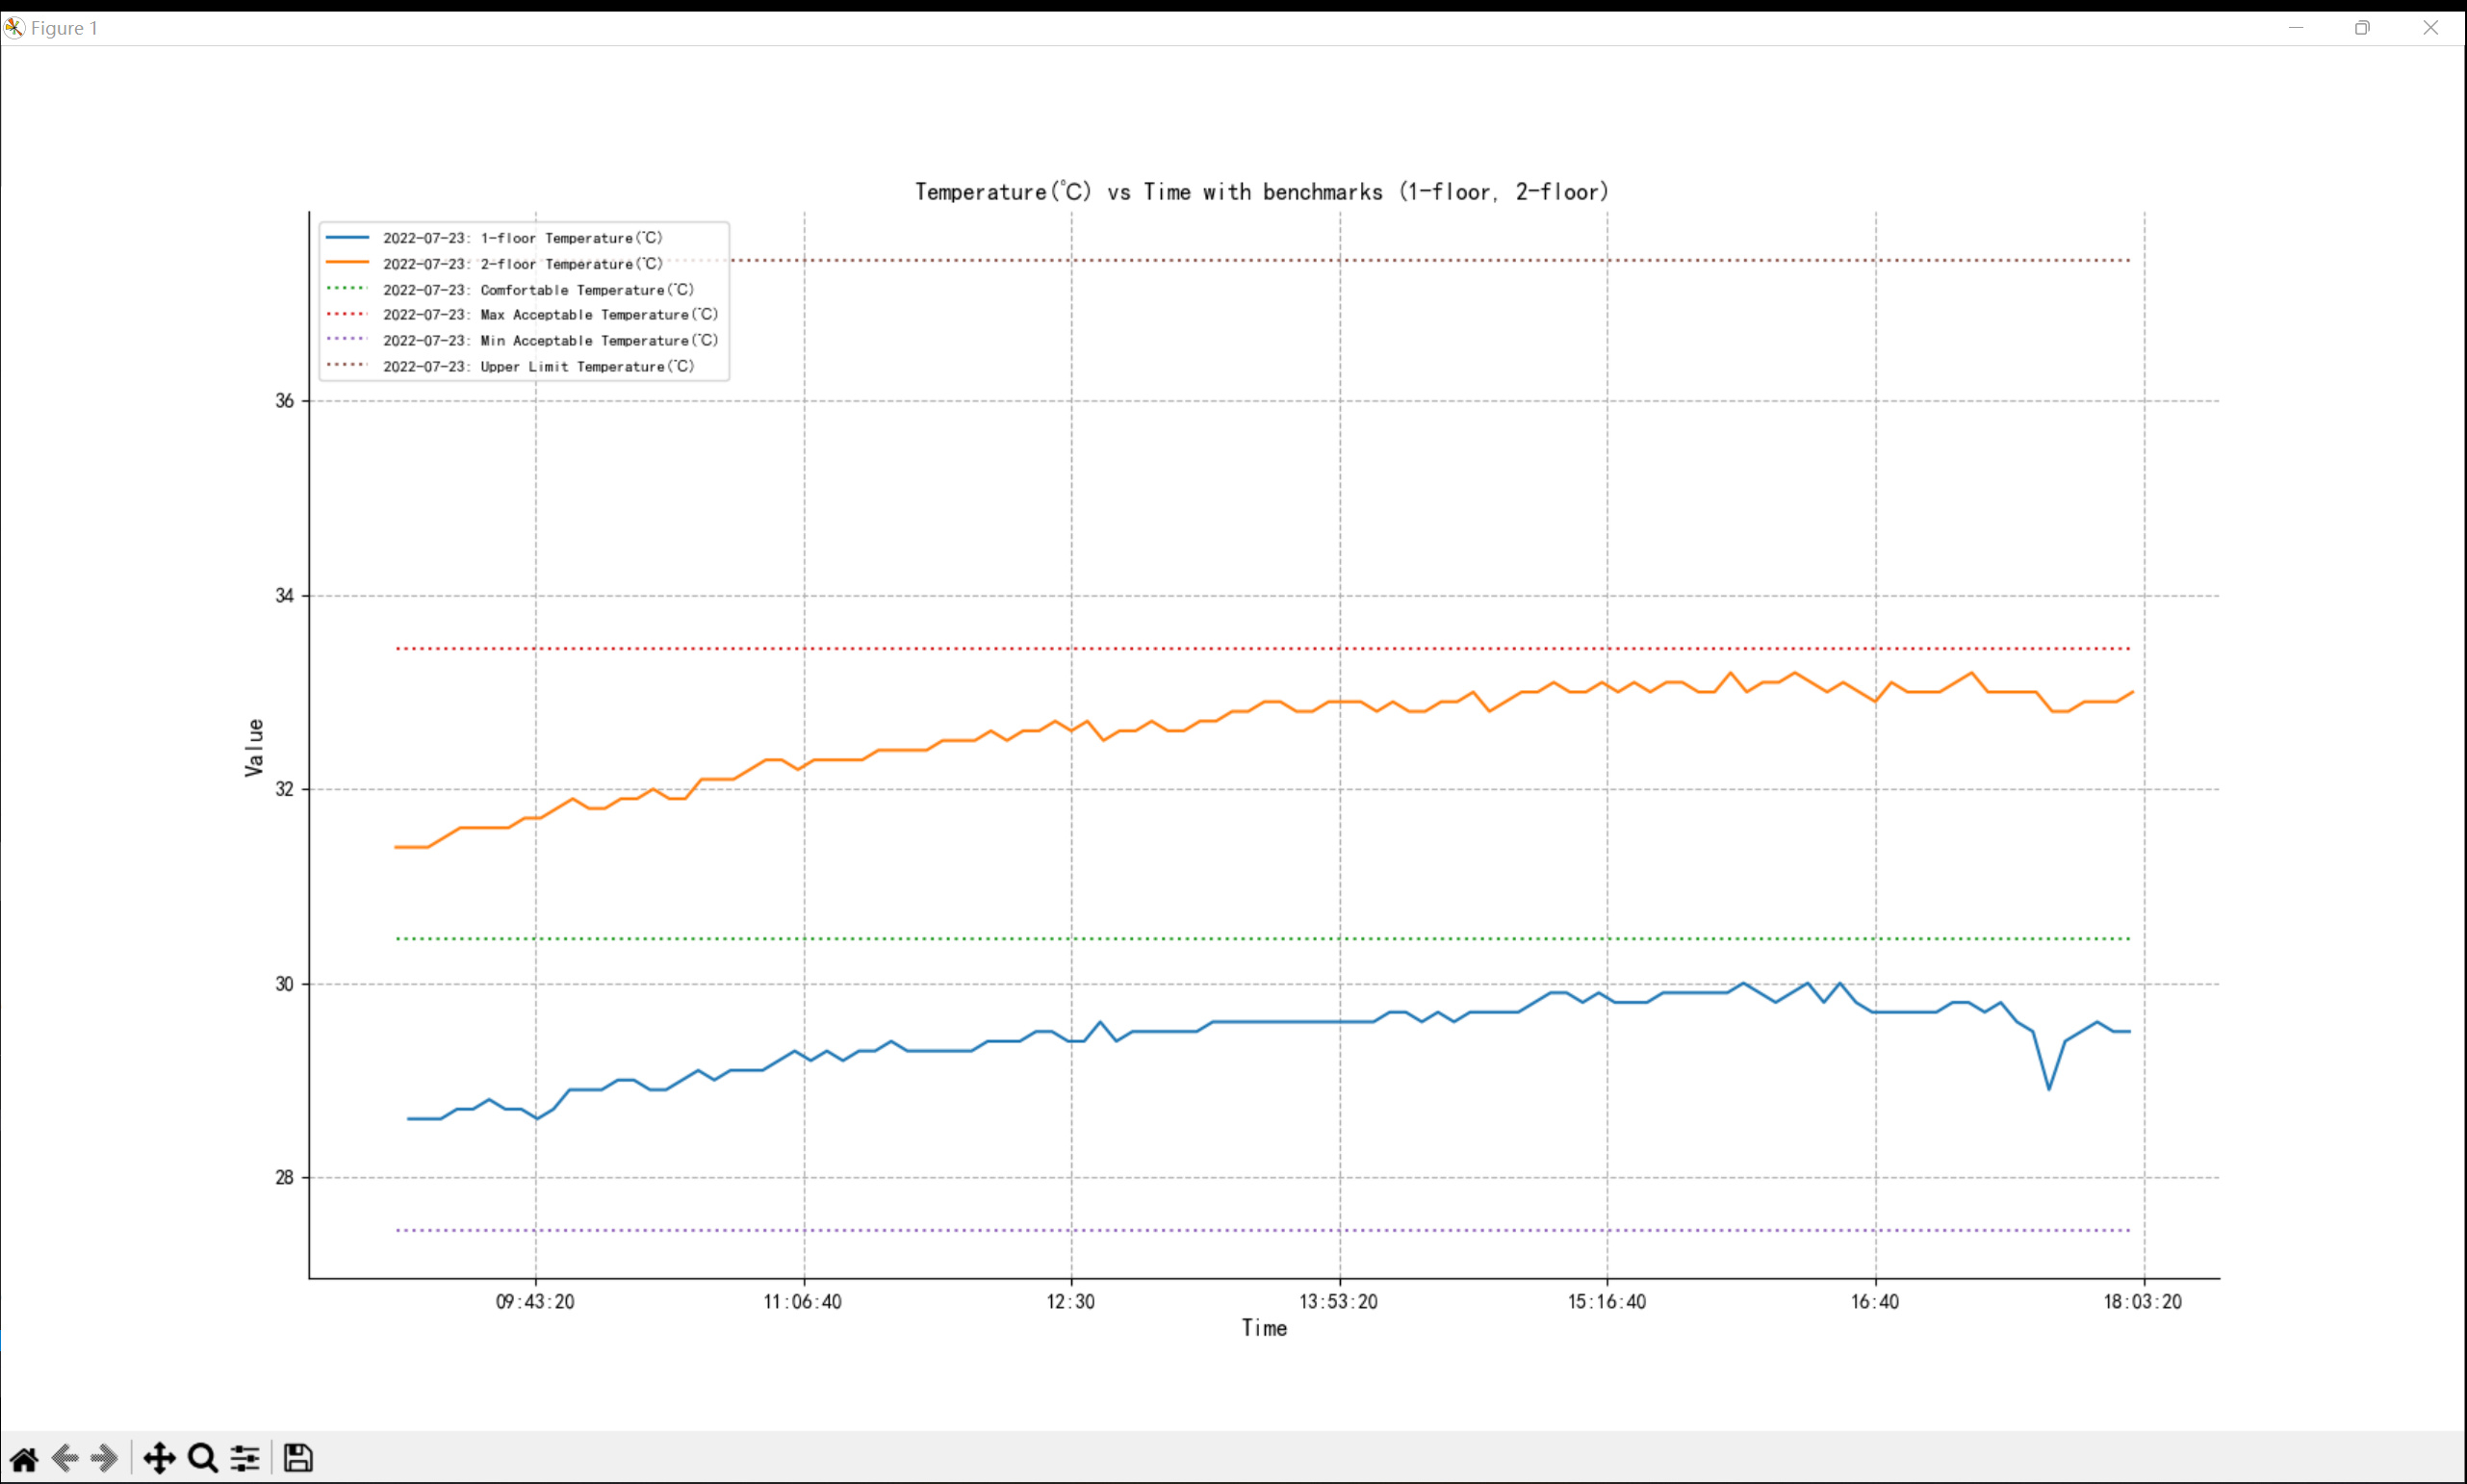 Figure 1
Temperature(℃) vs Time with benchmarks (1-floor, 2-floor)
2022-07-23: 1-floor Temperature(℃)
2022-07-23: 2-floor Temperature(℃)
2022-07-23: Comfortable Temperature(℃)
2022-07-23: Max Acceptable Temperature(℃)
2022-07-23: Min Acceptable Temperature(℃)
2022-07-23: Upper Limit Temperature(℃)
36
34
32
30
28
Value
09:43:20 11:06:40 12:30 13:53:20 15:16:40 16:40 18:03:20
Time